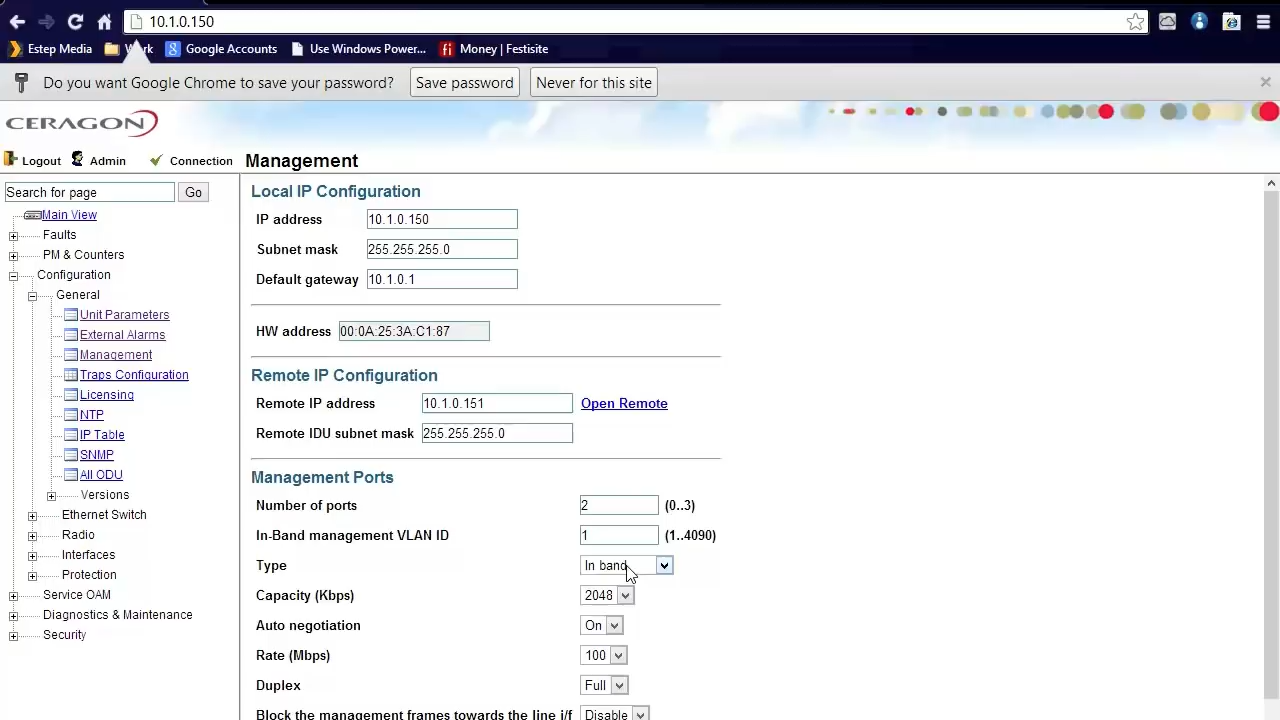 10.1.0.150
Estep Media Work Google Accounts Use Windows Power... fi Money | Festisite
Do you want Google Chrome to save your password? Save password Never for this site
CERAGON
Logout Admin Connection Management
Search for page Go
Main View
Faults
PM & Counters
Configuration
General
Unit Parameters
External Alarms
Management
Traps Configuration
Licensing
NTP
IP Table
SNMP
All ODU
Versions
Ethernet Switch
Radio
Interfaces
Protection
Service OAM
Diagnostics & Maintenance
Security
Local IP Configuration
IP address 10.1.0.150
Subnet mask 255.255.255.0
Default gateway 10.1.0.1
HW address 00:0A:25:3A:C1:87
Remote IP Configuration
Remote IP address 10.1.0.151 Open Remote
Remote IDU subnet mask 255.255.255.0
Management Ports
Number of ports 2 (0..3)
In-Band management VLAN ID 1 (1..4090)
Type In band
Capacity (Kbps) 2048
Auto negotiation On
Rate (Mbps) 100
Duplex Full
Block the management frames towards the line i/f Disable